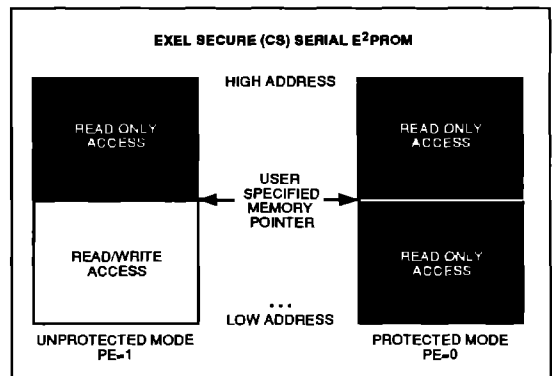 EXEL SECURE (CS) SERIAL E²PROM
HIGH ADDRESS
READ ONLY
ACCESS
READ ONLY
ACCESS
USER
SPECIFIED
MEMORY
POINTER
READ/WRITE
ACCESS
READ ONLY
ACCESS
...
LOW ADDRESS
UNPROTECTED MODE
PE=1
PROTECTED MODE
PE=0